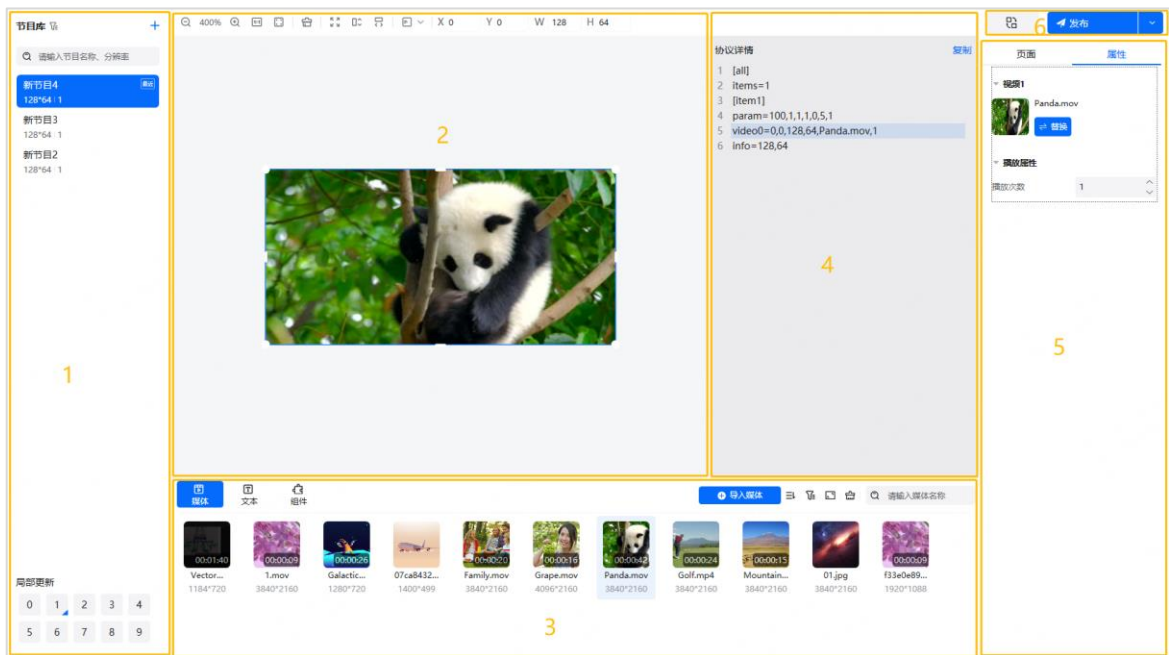 节目库
请输入节目名称、分辨率
新节目4
最近
128*64 | 1
新节目3
128*64 | 1
新节目2
128*64 | 1
1
局部更新
0 1 2 3 4
5 6 7 8 9
400% X 0 Y 0 W 128 H 64
2
协议详情 复制
1 [all]
2 items=1
3 [item1]
4 param=100,1,1,1,0,5,1
5 video0=0,0,128,64,Panda.mov,1
6 info=128,64
4
媒体 文本 组件 导入媒体 请输入媒体名称
00:01:40 00:00:09 00:00:26 00:00:20 00:00:16 00:00:42 00:00:24 00:00:15 00:00:09
Vector... 1.mov Galactic... 07ca8432... Family.mov Grape.mov Panda.mov Golf.mp4 Mountain... 01.jpg f33e0e89...
1184*720 3840*2160 1280*720 1400*499 3840*2160 4096*2160 3840*2160 3840*2160 3840*2160 3840*2160 1920*1088
3
6 发布
页面 属性
视频1
Panda.mov
替换
播放属性
播放次数 1
5